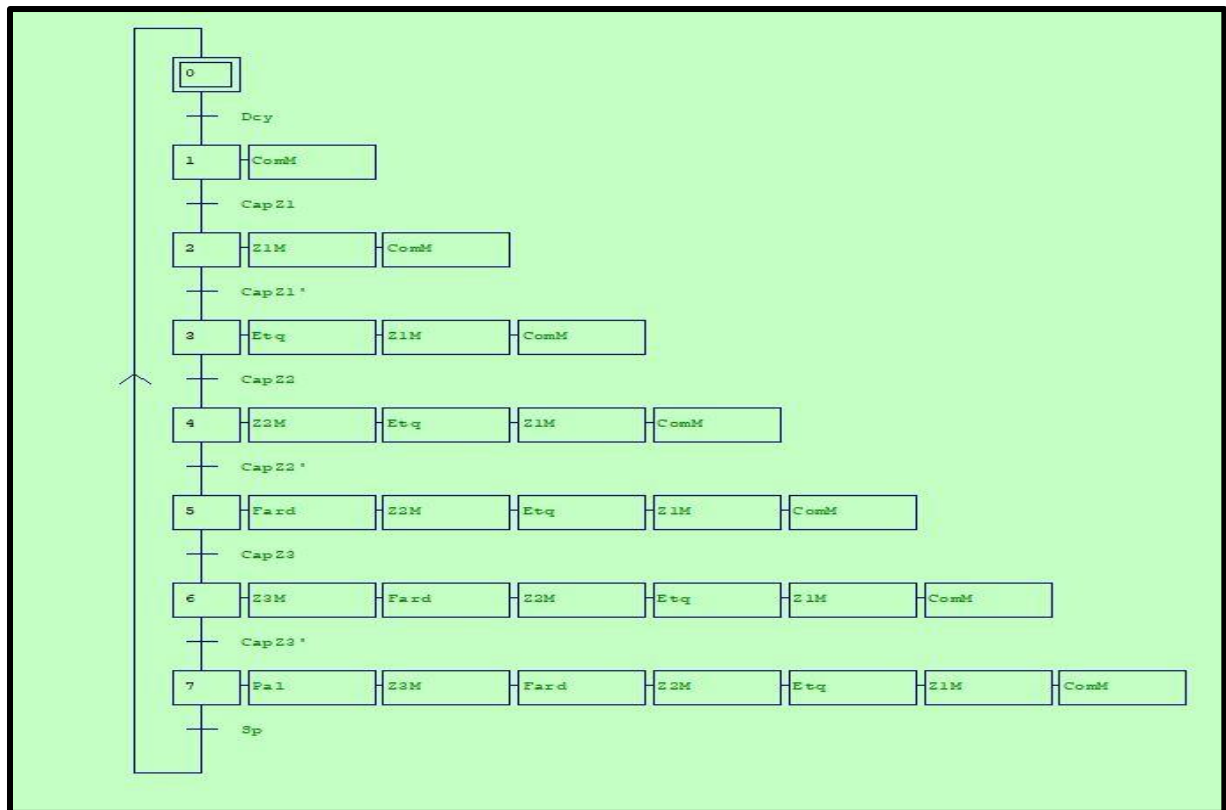 0
Dcy
1 ComM
CapZ1
2 Z1M ComM
CapZ1'
3 Etq Z1M ComM
CapZ2
4 Z2M Etq Z1M ComM
CapZ2'
5 Fard Z2M Etq Z1M ComM
CapZ3
6 Z3M Fard Z2M Etq Z1M ComM
CapZ3'
7 Pal Z3M Fard Z2M Etq Z1M ComM
Sp